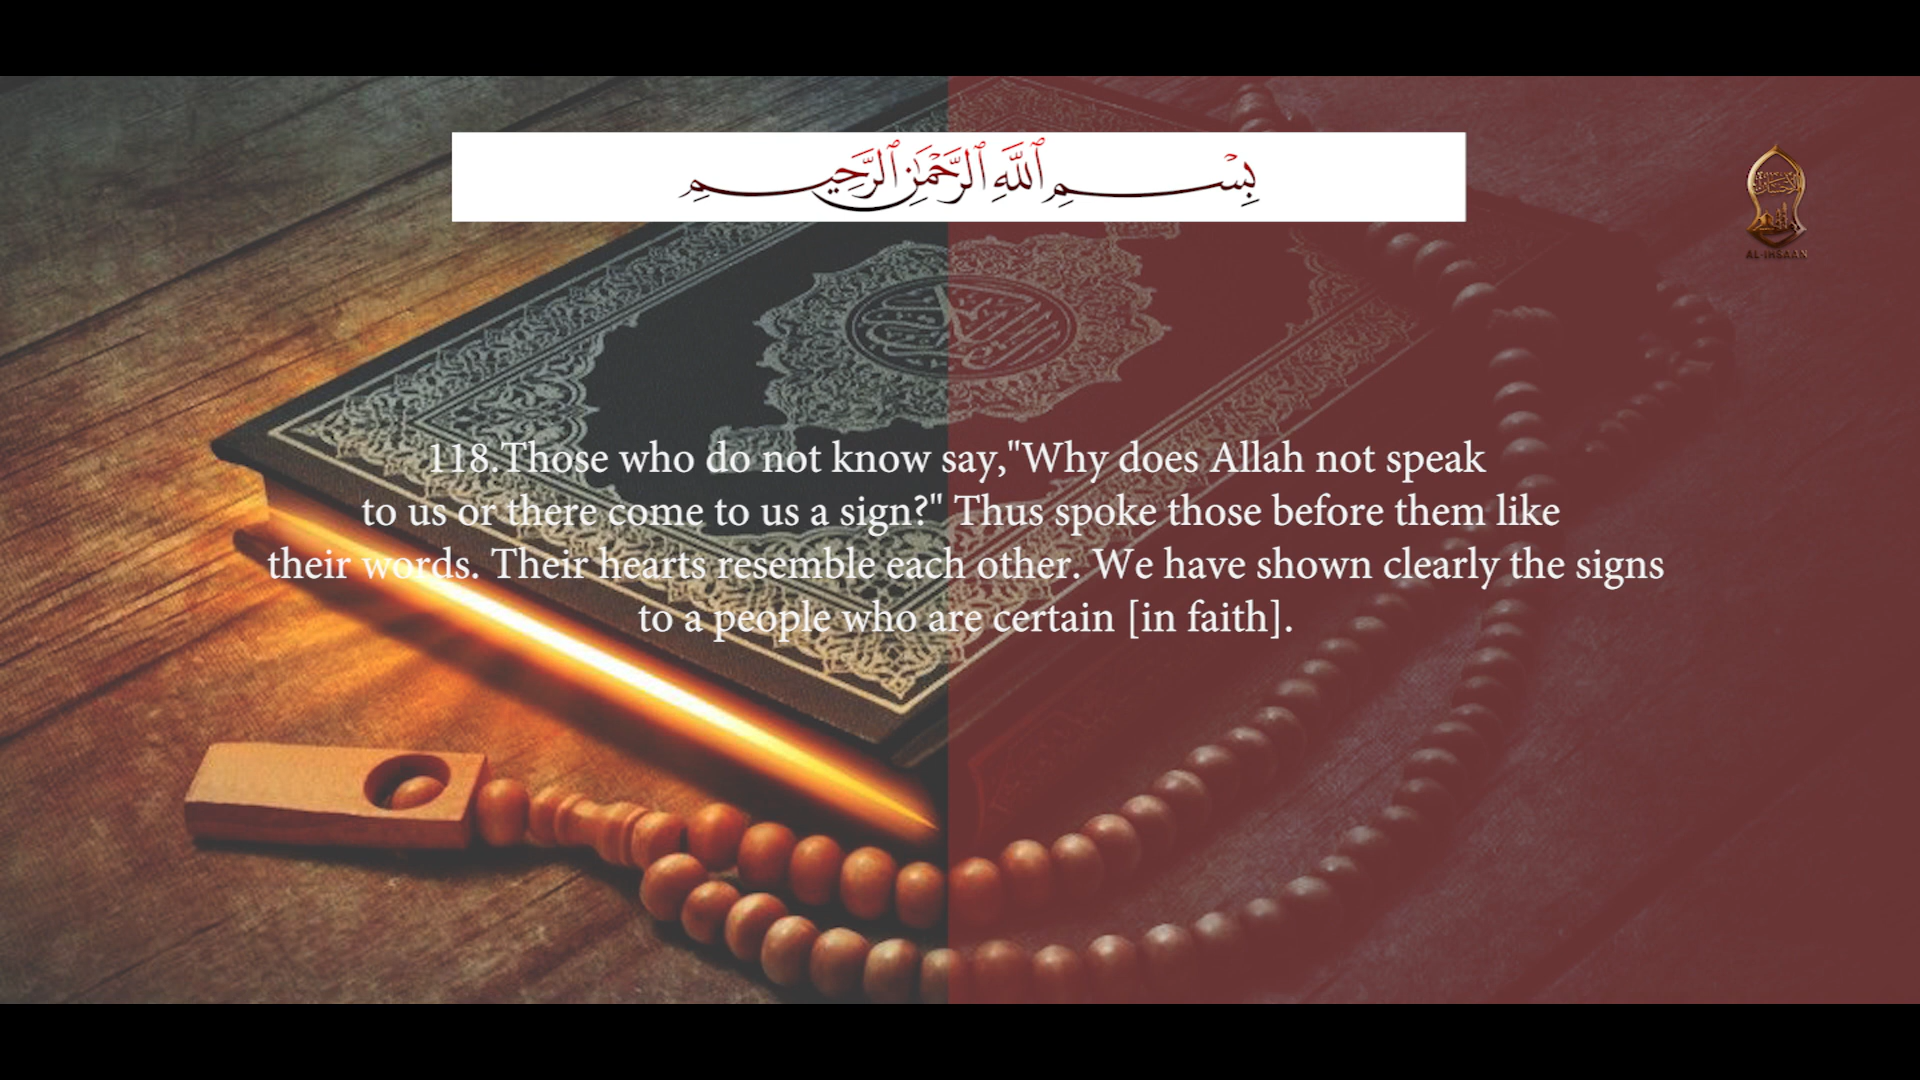 بِسْمِ ٱللَّهِ ٱلرَّحْمَٰنِ ٱلرَّحِيمِ
AL-IHSAAN
118.Those who do not know say,"Why does Allah not speak
to us or there come to us a sign?" Thus spoke those before them like
their words. Their hearts resemble each other. We have shown clearly the signs
to a people who are certain [in faith].